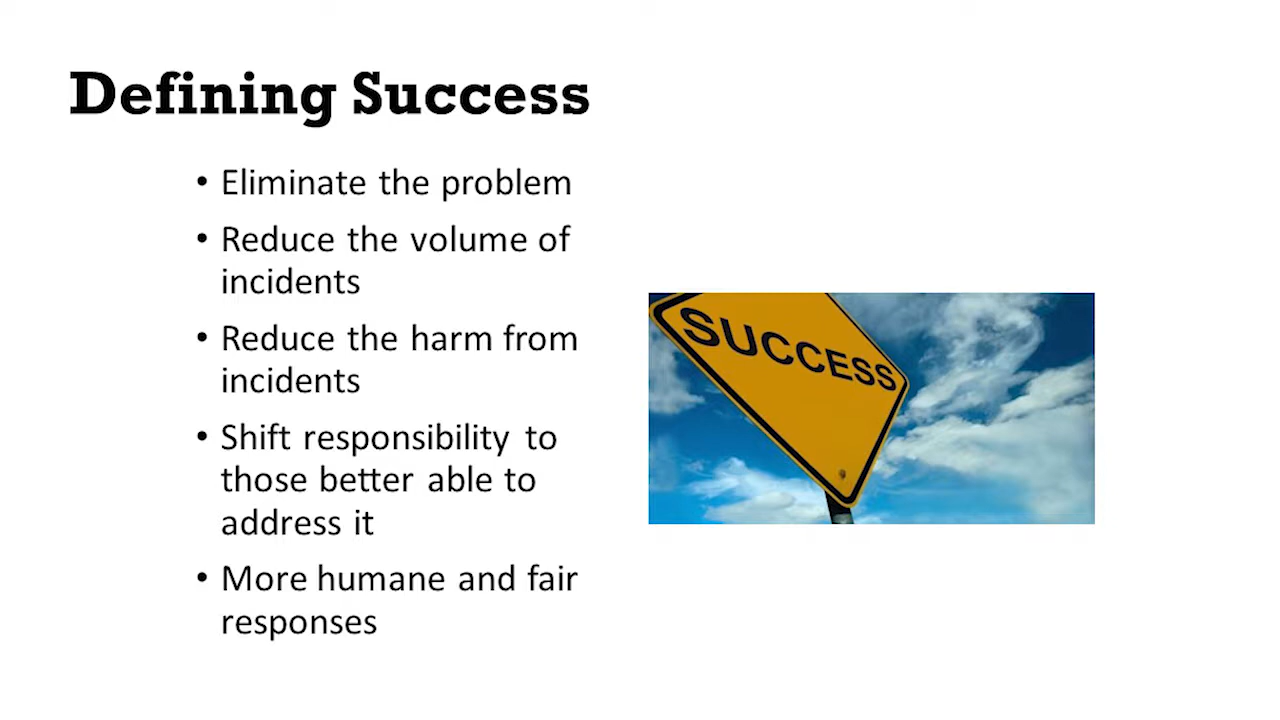 Defining Success
• Eliminate the problem
• Reduce the volume of
incidents
• Reduce the harm from
incidents
• Shift responsibility to
those better able to
address it
• More humane and fair
responses
SUCCESS